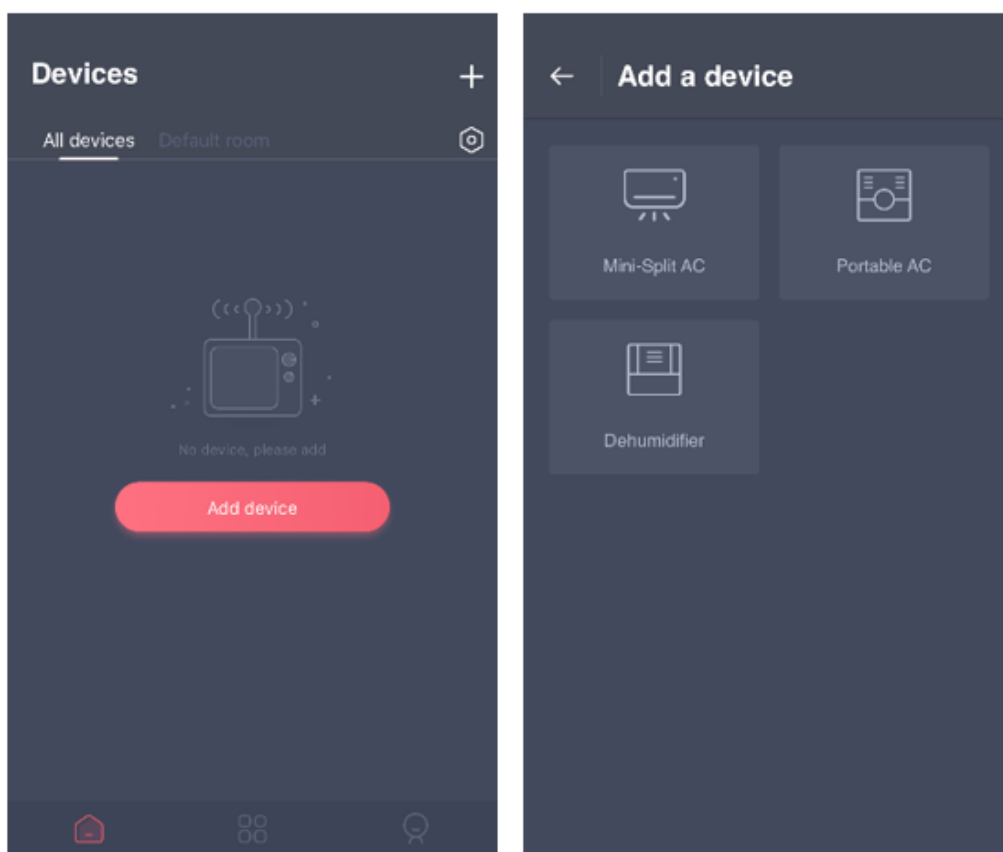 Devices
All devices Default room
No device, please add
Add device
Add a device
Mini-Split AC
Portable AC
Dehumidifier